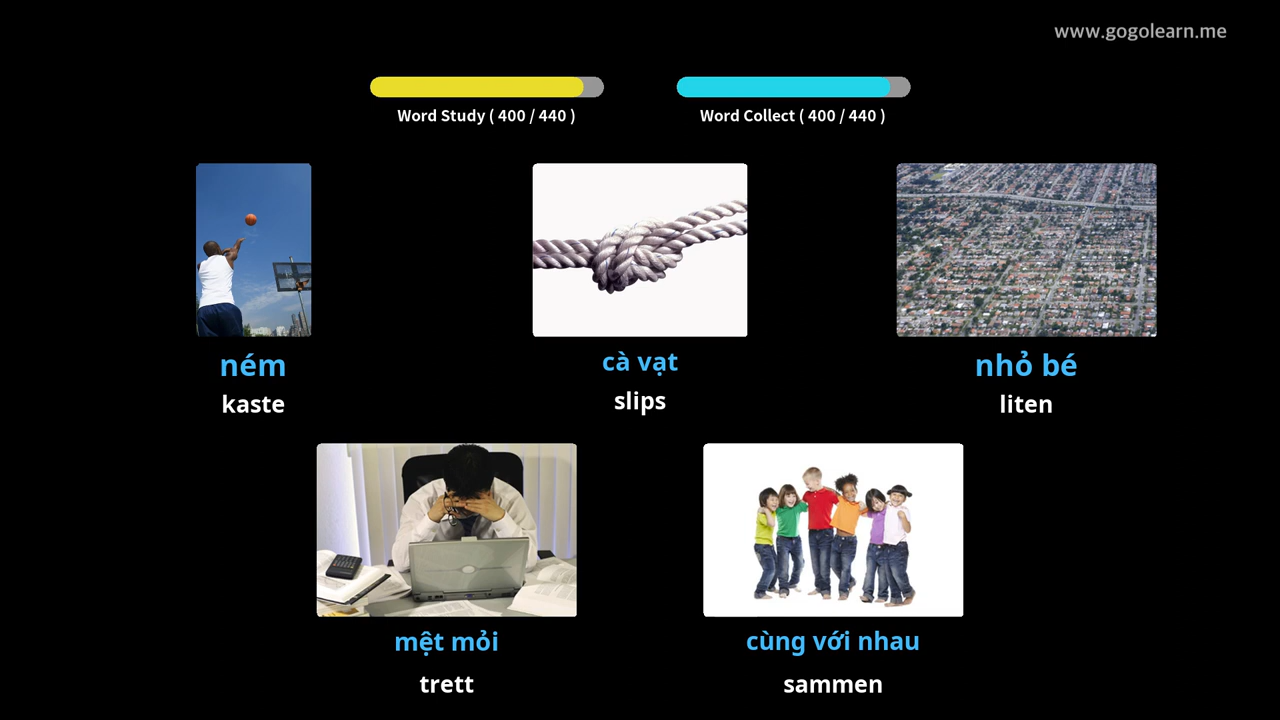 www.gogolearn.me
Word Study ( 400 / 440 )
Word Collect ( 400 / 440 )
ném
kaste
cà vạt
slips
nhỏ bé
liten
mệt mỏi
trett
cùng với nhau
sammen